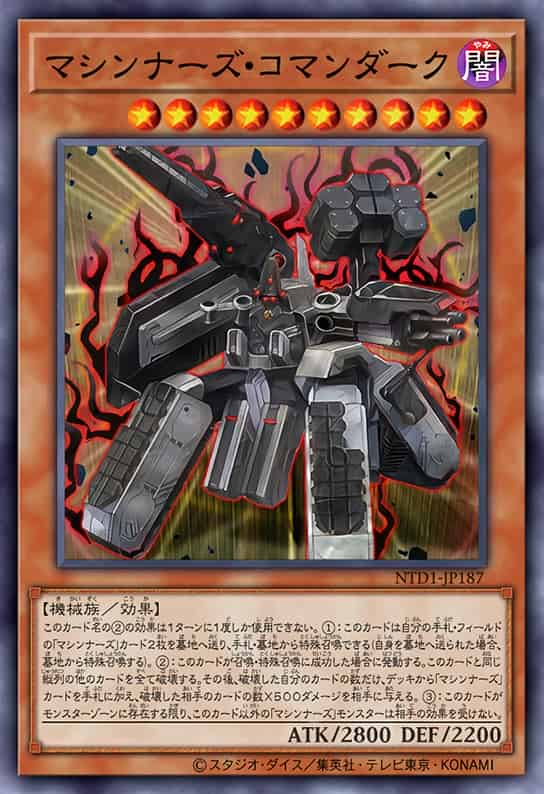 マシンナーズ・コマンダーク
闇
やみ
NTD1-JP187
【機械族／効果】
このカード名の②の効果は1ターンに1度しか使用できない。①：このカードは自分の手札・フィールド
の「マシンナーズ」カード2枚を墓地へ送り、手札・墓地から特殊召喚できる(自身を墓地へ送られた場合、
墓地から特殊召喚する)。②：このカードが召喚・特殊召喚に成功した場合に発動する。このカードと同じ
縦列の他のカードを全て破壊する。その後、破壊した自分のカードの数だけ、デッキから「マシンナーズ」
カードを手札に加え、破壊した相手のカードの数×500ダメージを相手に与える。③：このカードが
モンスターゾーンに存在する限り、このカード以外の「マシンナーズ」モンスターは相手の効果を受けない。
ATK/2800 DEF/2200
©スタジオ・ダイス／集英社・テレビ東京・KONAMI